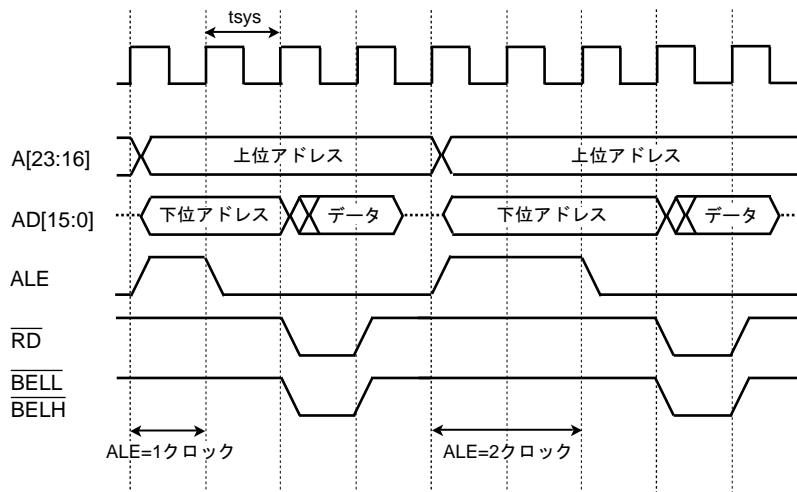 tsys
A[23:16]
上位アドレス
上位アドレス
AD[15:0]
下位アドレス
データ
下位アドレス
データ
ALE
RD
BELL
BELH
ALE=1クロック
ALE=2クロック